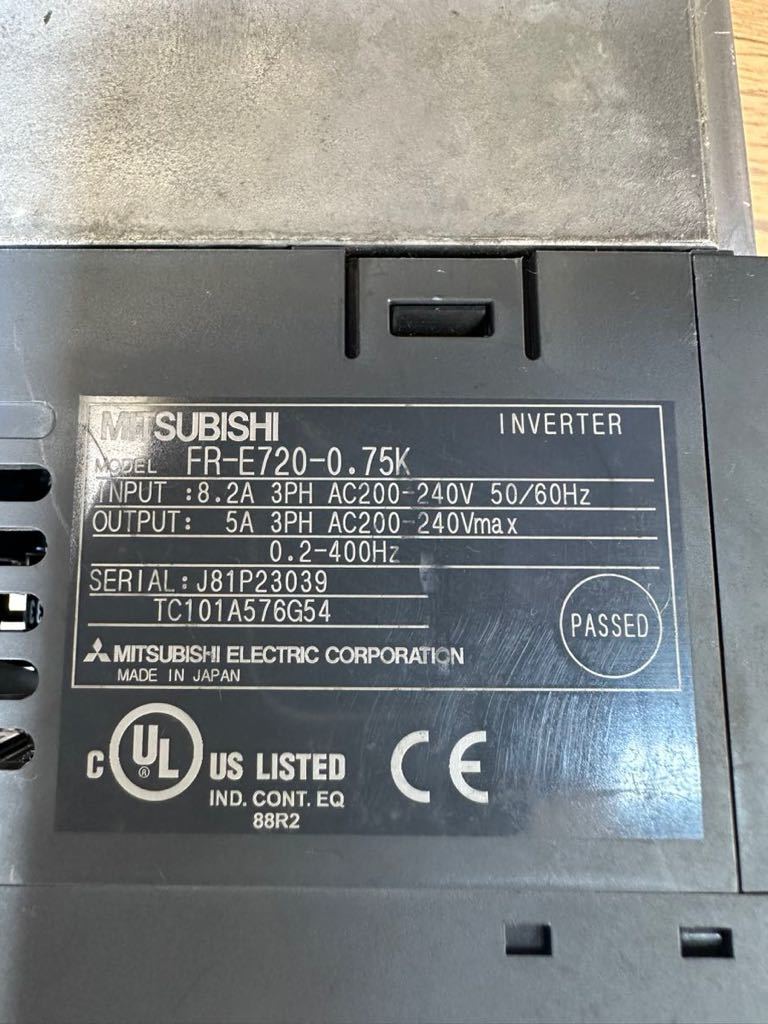 MITSUBISHI INVERTER
MODEL FR-E720-0.75K
INPUT :8.2A 3PH AC200-240V 50/60Hz
OUTPUT: 5A 3PH AC200-240Vmax
0.2-400Hz
SERIAL:J81P23039
TC101A576G54
PASSED
MITSUBISHI ELECTRIC CORPORATION
MADE IN JAPAN
C UL ® US LISTED CE
IND. CONT. EQ
88R2